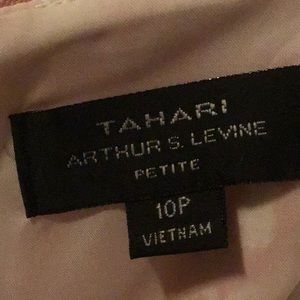 TAHARI
ARTHUR S. LEVINE
PETITE
10P
VIETNAM